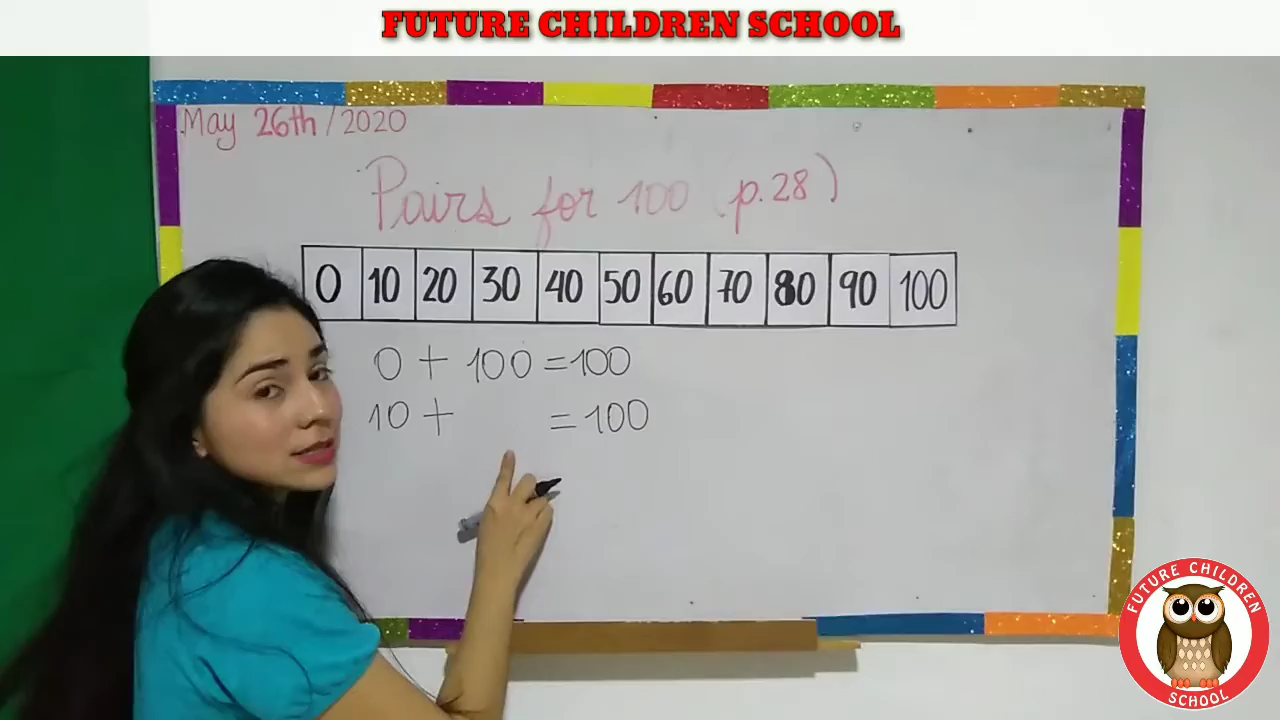 FUTURE CHILDREN SCHOOL
May 26th/2020
Pairs for 100 (p.28)
0 10 20 30 40 50 60 70 80 90 100
0 + 100 = 100
10 + = 100
FUTURE CHILDREN
SCHOOL